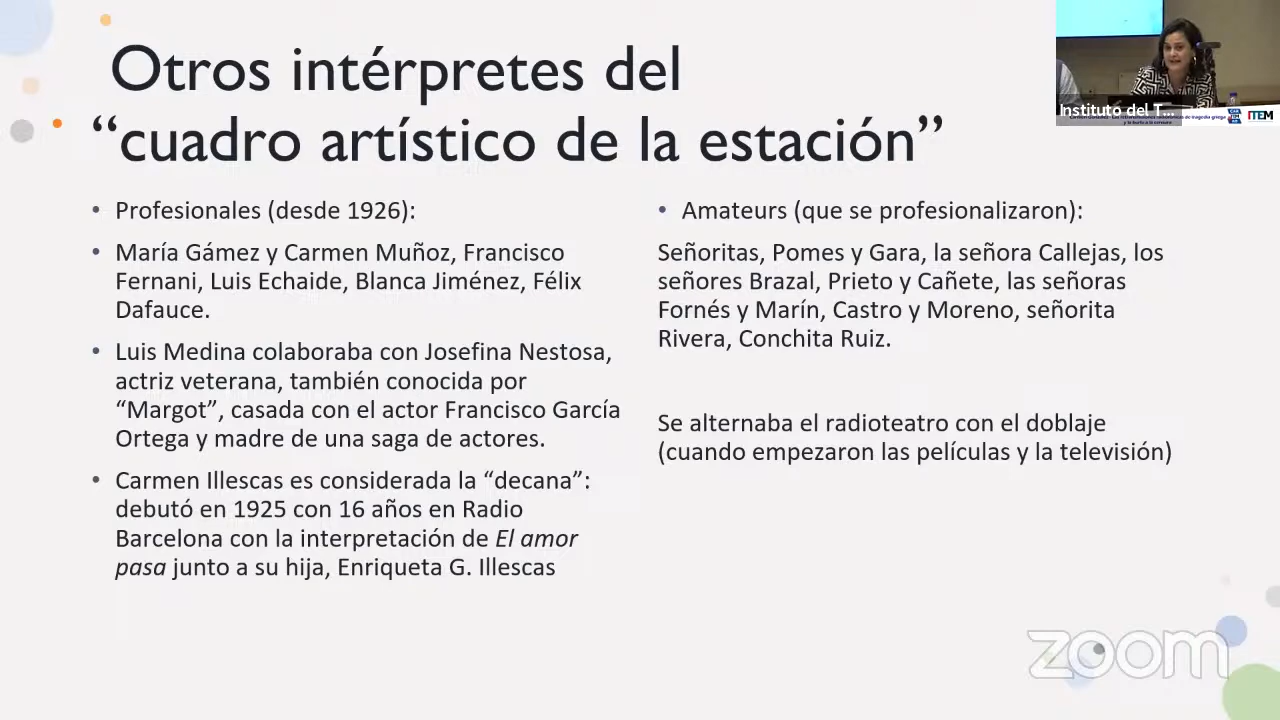 Otros intérpretes del
“cuadro artístico de la estación”
Instituto del T...
ITEM
• Profesionales (desde 1926):
• María Gámez y Carmen Muñoz, Francisco
Fernani, Luis Echaide, Blanca Jiménez, Félix
Dafauce.
• Luis Medina colaboraba con Josefina Nestosa,
actriz veterana, también conocida por
“Margot”, casada con el actor Francisco García
Ortega y madre de una saga de actores.
• Carmen Illescas es considerada la “decana”:
debutó en 1925 con 16 años en Radio
Barcelona con la interpretación de El amor
pasa junto a su hija, Enriqueta G. Illescas
• Amateurs (que se profesionalizaron):
Señoritas, Pomes y Gara, la señora Callejas, los
señores Brazal, Prieto y Cañete, las señoras
Fornés y Marín, Castro y Moreno, señorita
Rivera, Conchita Ruiz.
Se alternaba el radioteatro con el doblaje
(cuando empezaron las películas y la televisión)
zoom